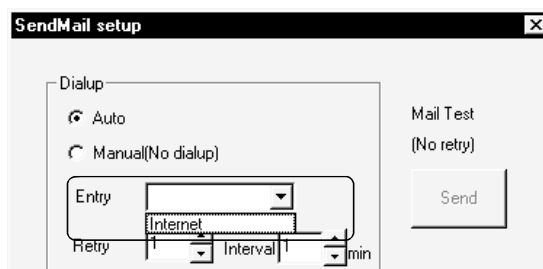 SendMail setup
Dialup
Auto
Mail Test
Manual(No dialup)
(No retry)
Entry
Send
Internet
Retry 1 Interval 1 min